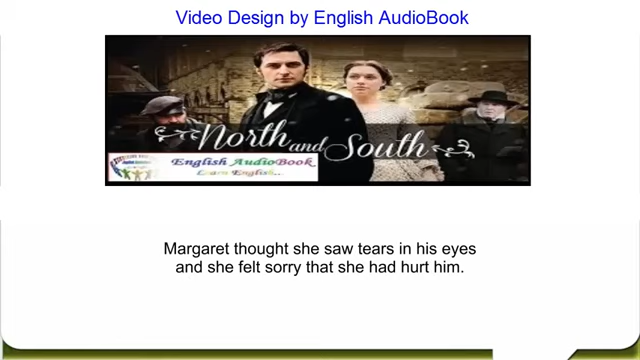 Video Design by English AudioBook
North and South
English AudioBook
Learn English...
Margaret thought she saw tears in his eyes
and she felt sorry that she had hurt him.